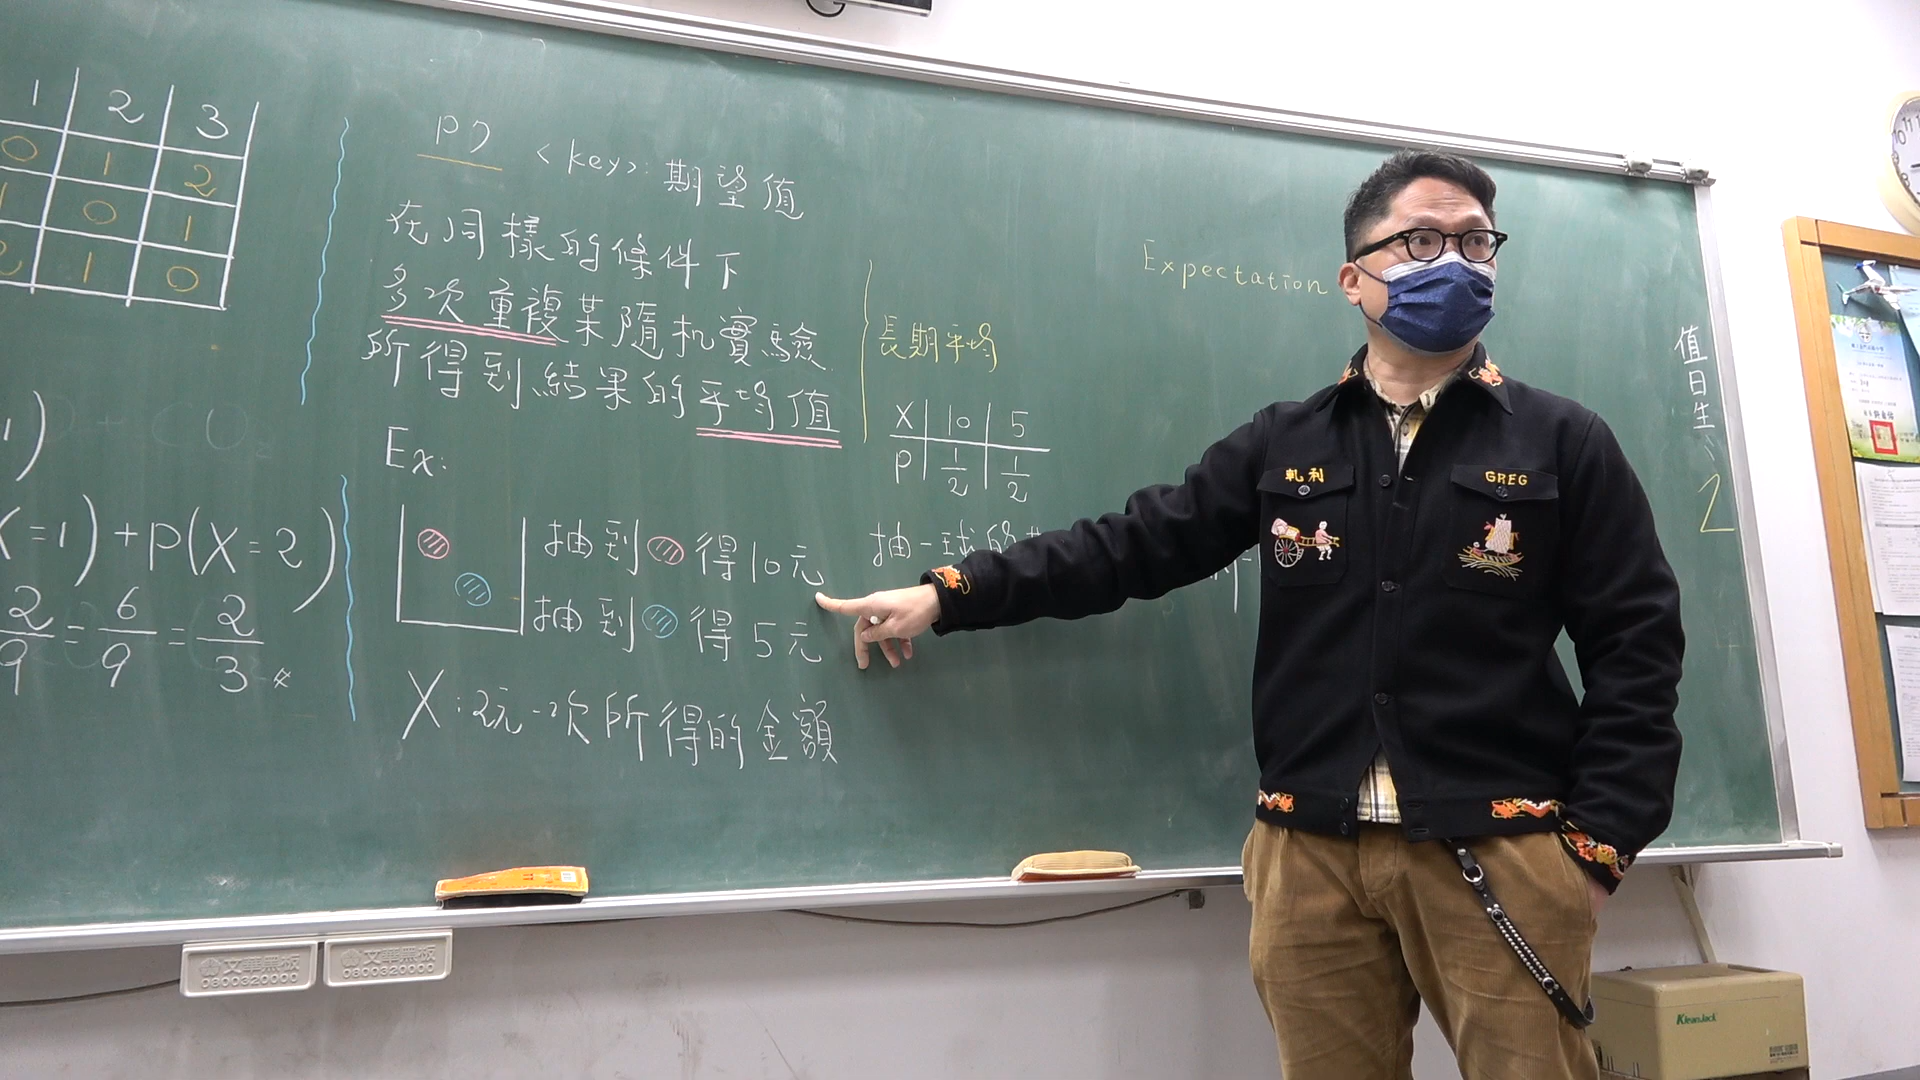 1 2 3
0 1 2
1 0 1
2 1 0
1)
X=1)+P(X=2)
2/9=6/9=2/3
P7
<key>:期望值
在同樣的條件下
多次重複某隨机實驗
所得到結果的平均值
Ex:
抽到 得10元
抽到 得5元
X:2元一次所得的金額
Expectation
長期平均
X 10 5
P 1/2 1/2
抽一球的
值日生:2
軋利
GREG
文華黑板
0800320000
文華黑板
0800320000
KleenJack